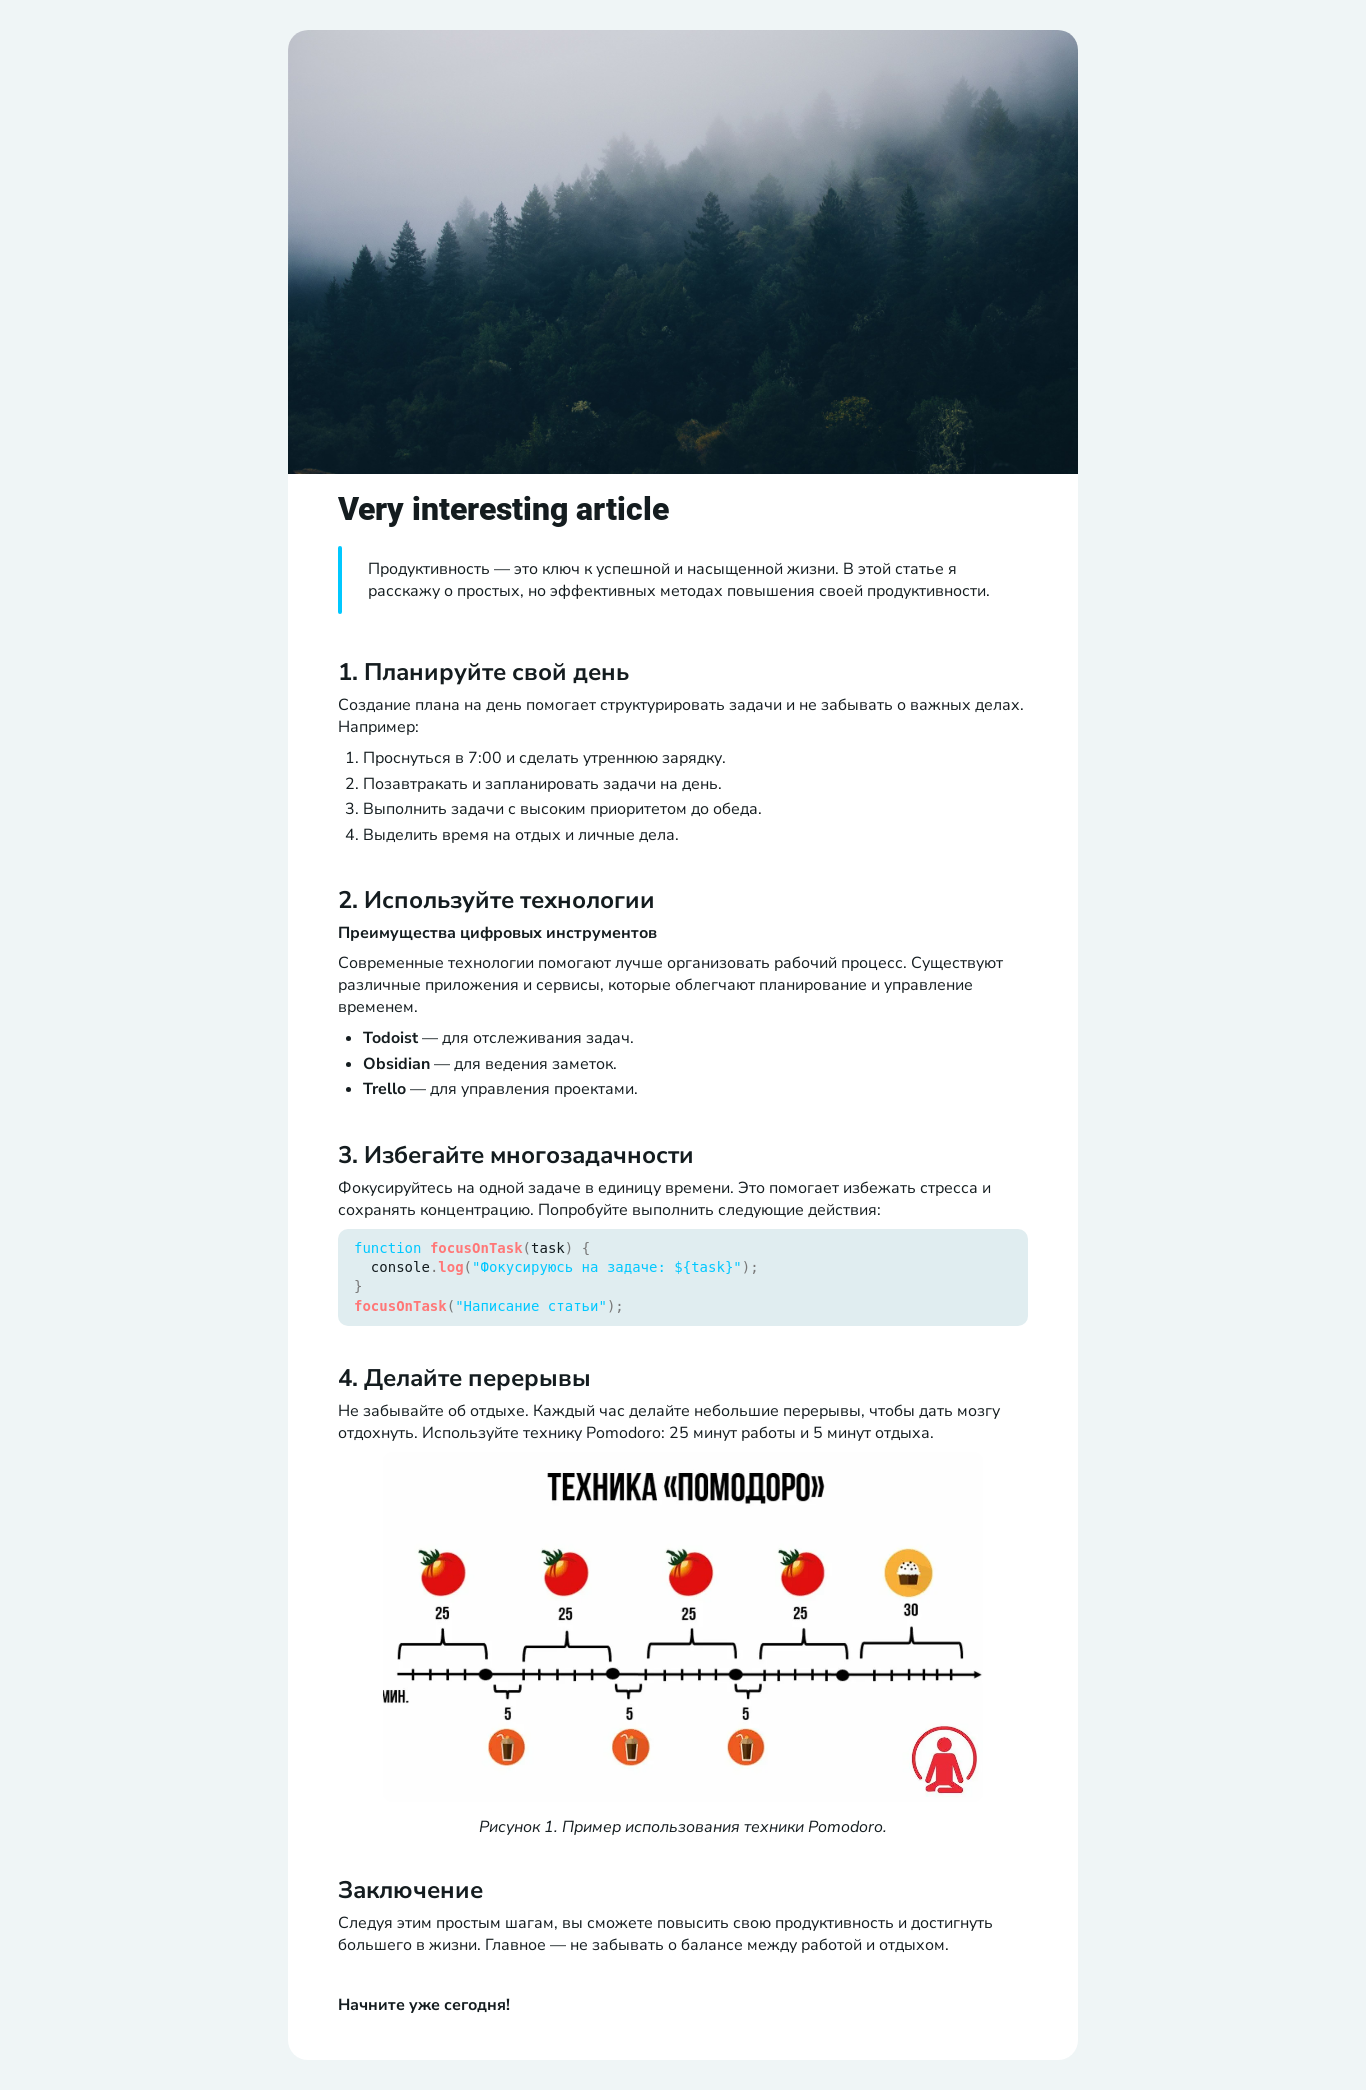 Very interesting article
Продуктивность — это ключ к успешной и насыщенной жизни. В этой статье я
расскажу о простых, но эффективных методах повышения своей продуктивности.
1. Планируйте свой день
Создание плана на день помогает структурировать задачи и не забывать о важных делах.
Например:
1. Проснуться в 7:00 и сделать утреннюю зарядку.
2. Позавтракать и запланировать задачи на день.
3. Выполнить задачи с высоким приоритетом до обеда.
4. Выделить время на отдых и личные дела.
2. Используйте технологии
Преимущества цифровых инструментов
Современные технологии помогают лучше организовать рабочий процесс. Существуют
различные приложения и сервисы, которые облегчают планирование и управление
временем.
• Todoist — для отслеживания задач.
• Obsidian — для ведения заметок.
• Trello — для управления проектами.
3. Избегайте многозадачности
Фокусируйтесь на одной задаче в единицу времени. Это помогает избежать стресса и
сохранять концентрацию. Попробуйте выполнить следующие действия:
function focusOnTask(task) {
  console.log("Фокусируюсь на задаче: ${task}");
}
focusOnTask("Написание статьи");
4. Делайте перерывы
Не забывайте об отдыхе. Каждый час делайте небольшие перерывы, чтобы дать мозгу
отдохнуть. Используйте технику Pomodoro: 25 минут работы и 5 минут отдыха.
ТЕХНИКА «ПОМОДОРО»
25 25 25 25 30
МИН.
5 5 5
Рисунок 1. Пример использования техники Pomodoro.
Заключение
Следуя этим простым шагам, вы сможете повысить свою продуктивность и достигнуть
большего в жизни. Главное — не забывать о балансе между работой и отдыхом.
Начните уже сегодня!